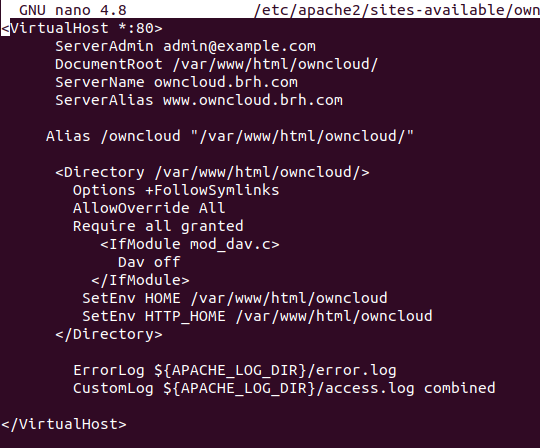 GNU nano 4.8 /etc/apache2/sites-available/own
<VirtualHost *:80>
ServerAdmin admin@example.com
DocumentRoot /var/www/html/owncloud/
ServerName owncloud.brh.com
ServerAlias www.owncloud.brh.com
Alias /owncloud "/var/www/html/owncloud/"
<Directory /var/www/html/owncloud/>
Options +FollowSymlinks
AllowOverride All
Require all granted
<IfModule mod_dav.c>
Dav off
</IfModule>
SetEnv HOME /var/www/html/owncloud
SetEnv HTTP_HOME /var/www/html/owncloud
</Directory>
ErrorLog ${APACHE_LOG_DIR}/error.log
CustomLog ${APACHE_LOG_DIR}/access.log combined
</VirtualHost>